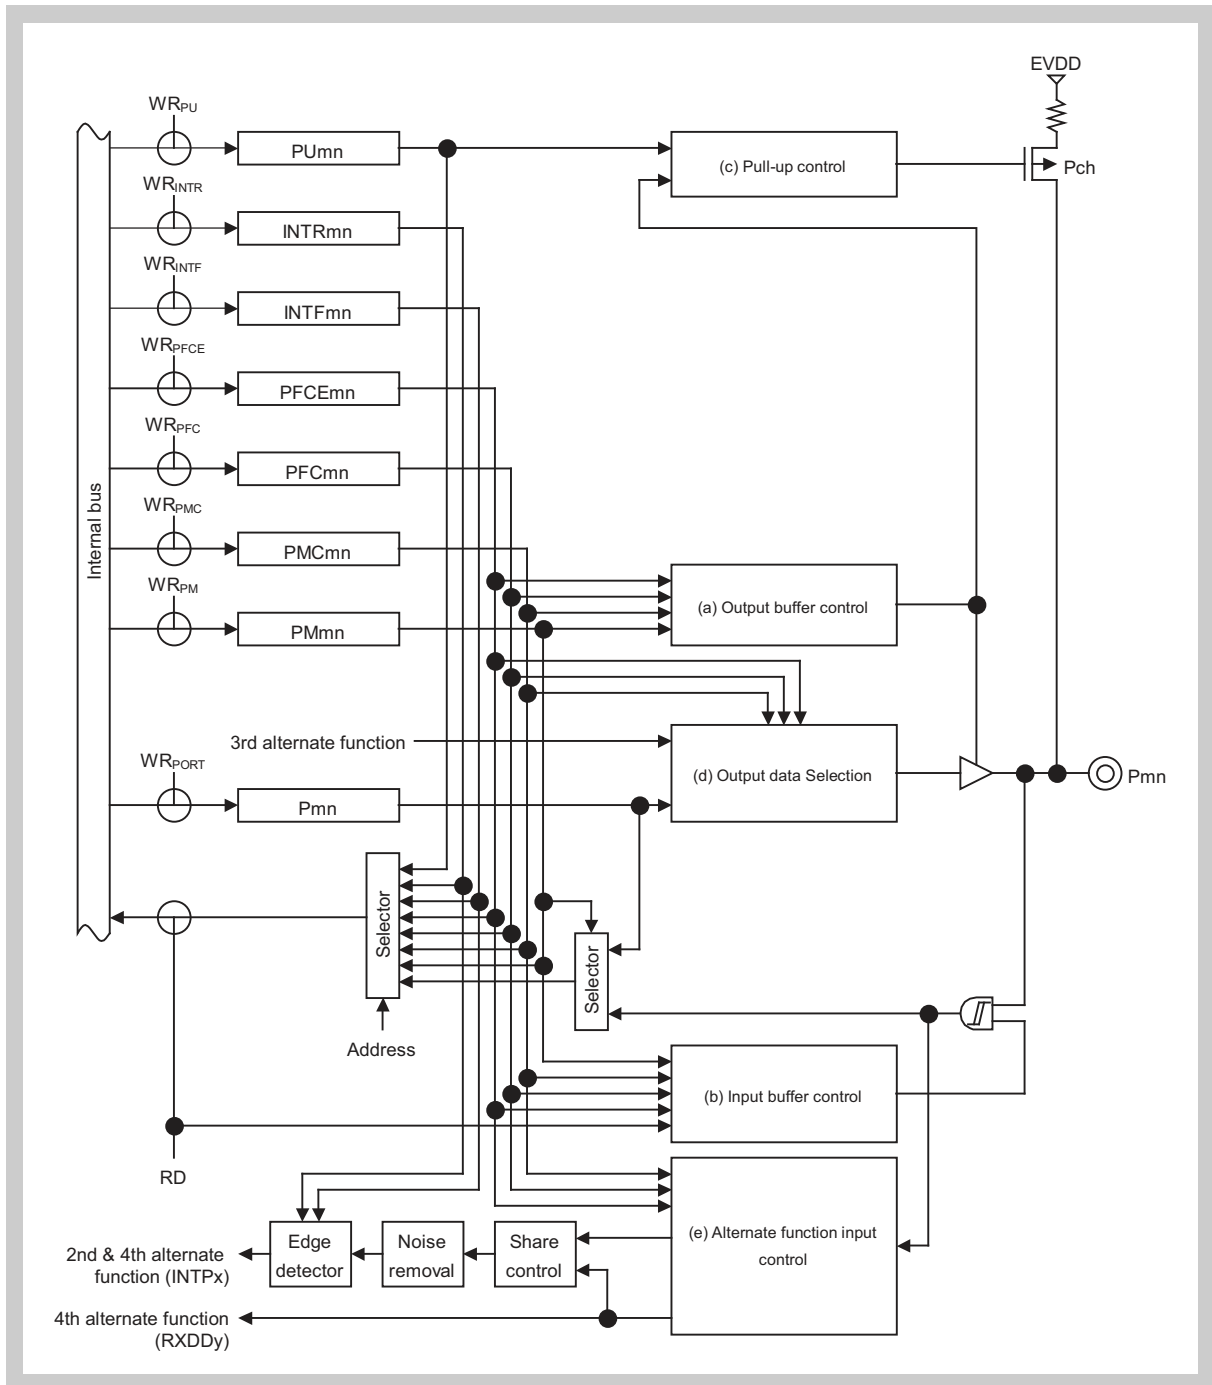 EVDD
WRPU
PUmn
(c) Pull-up control
Pch
WRINTR
INTRmn
WRINTF
INTFmn
WRPFCE
PFCEmn
WRPFC
PFCmn
Internal bus
WRPMC
PMCmn
WRPM
PMmn
(a) Output buffer control
3rd alternate function
(d) Output data Selection
Pmn
WRPORT
Pmn
Selector
Selector
Address
(b) Input buffer control
RD
(e) Alternate function input
control
Edge
detector
Noise
removal
Share
control
2nd & 4th alternate
function (INTPx)
4th alternate function
(RXDDy)